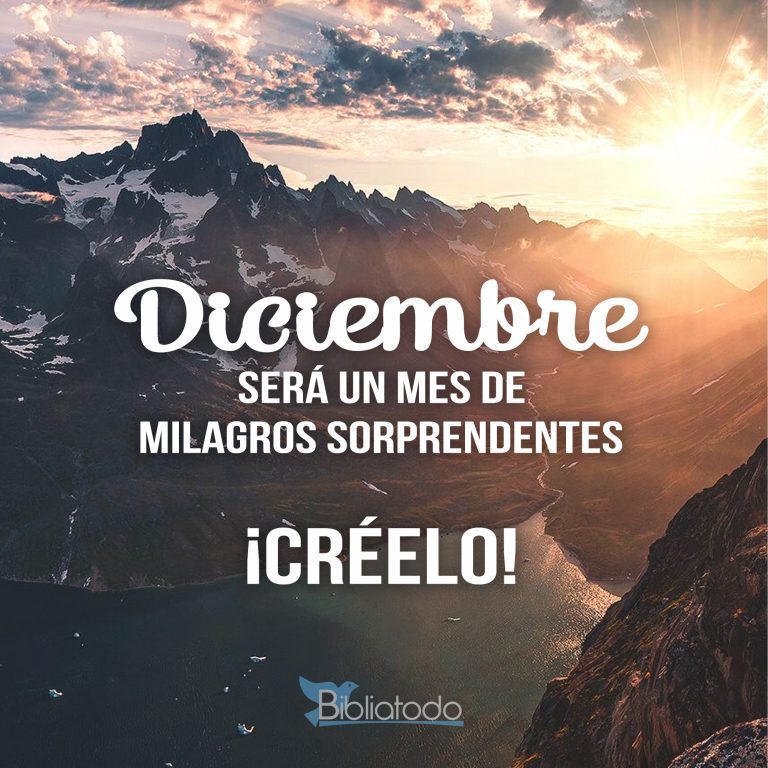 Diciembre
SERÁ UN MES DE
MILAGROS SORPRENDENTES
¡CRÉELO!
Bibliatodo